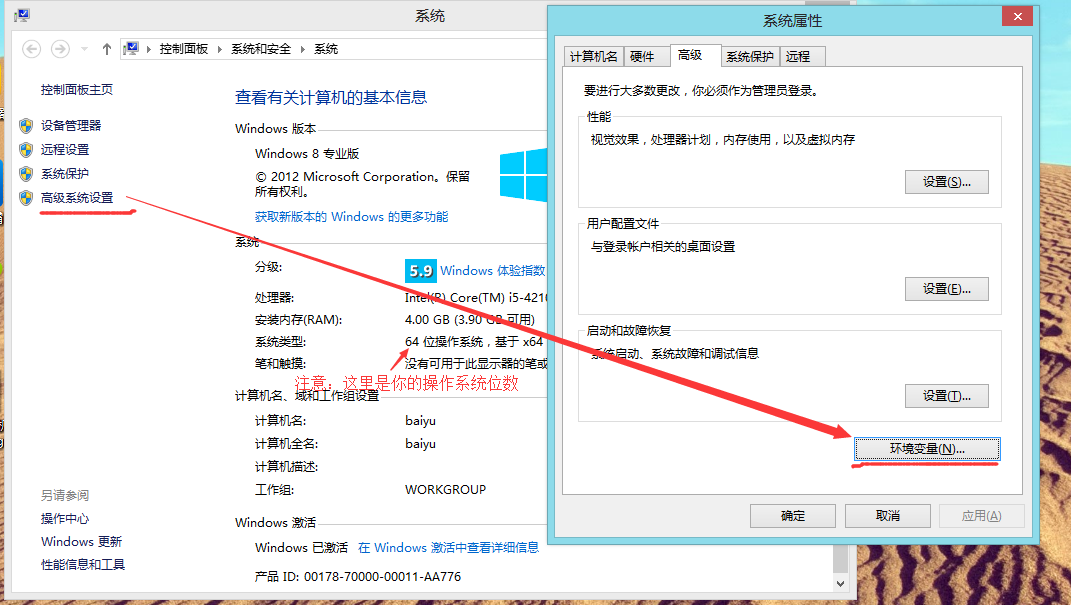 系统
控制面板 系统和安全 系统
控制面板主页
设备管理器
远程设置
系统保护
高级系统设置
另请参阅
操作中心
Windows 更新
性能信息和工具
查看有关计算机的基本信息
Windows 版本
Windows 8 专业版
© 2012 Microsoft Corporation。保留
所有权利。
获取新版本的 Windows 的更多功能
系统
分级:
5.9 Windows 体验指数
处理器:
Intel(R) Core(TM) i5-4210
安装内存(RAM):
4.00 GB (3.90 GB 可用)
系统类型:
64 位操作系统，基于 x64
笔和触摸:
没有可用于此显示器的笔或
注意：这里是你的操作系统位数
计算机名、域和工作组设置
计算机名:
baiyu
计算机全名:
baiyu
计算机描述:
工作组:
WORKGROUP
Windows 激活
Windows 已激活 在 Windows 激活中查看详细信息
产品 ID: 00178-70000-00011-AA776
系统属性
计算机名 硬件 高级 系统保护 远程
要进行大多数更改，你必须作为管理员登录。
性能
视觉效果，处理器计划，内存使用，以及虚拟内存
设置(S)...
用户配置文件
与登录帐户相关的桌面设置
设置(E)...
启动和故障恢复
系统启动、系统故障和调试信息
设置(T)...
环境变量(N)...
确定 取消 应用(A)